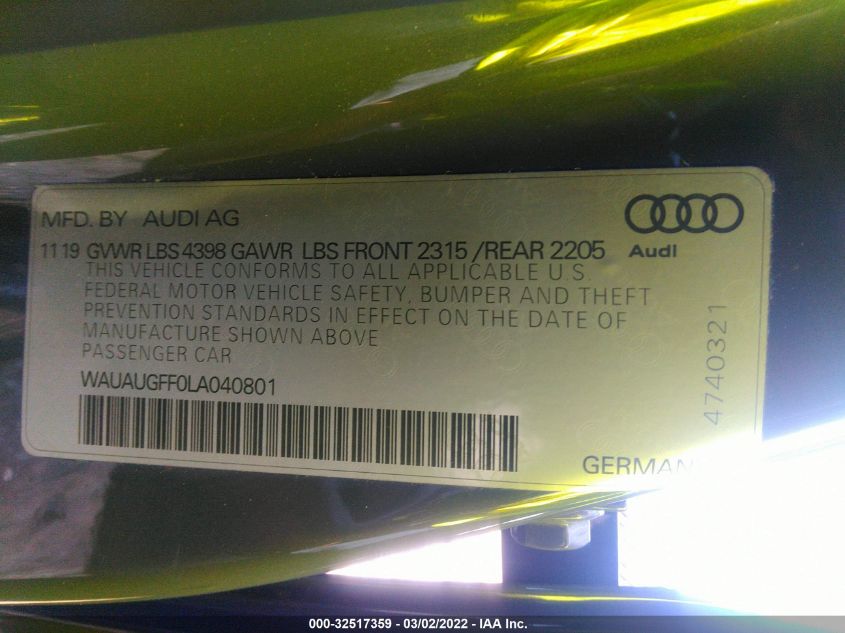 MFD. BY AUDI AG
1119 GVWR LBS 4398 GAWR LBS FRONT 2315 /REAR 2205
Audi
THIS VEHICLE CONFORMS TO ALL APPLICABLE U.S.
FEDERAL MOTOR VEHICLE SAFETY, BUMPER AND THEFT
PREVENTION STANDARDS IN EFFECT ON THE DATE OF
MANUFACTURE SHOWN ABOVE
PASSENGER CAR
WAUAUGFF0LA040801
4740321
GERMAN
000-32517359 - 03/02/2022 - IAA Inc.